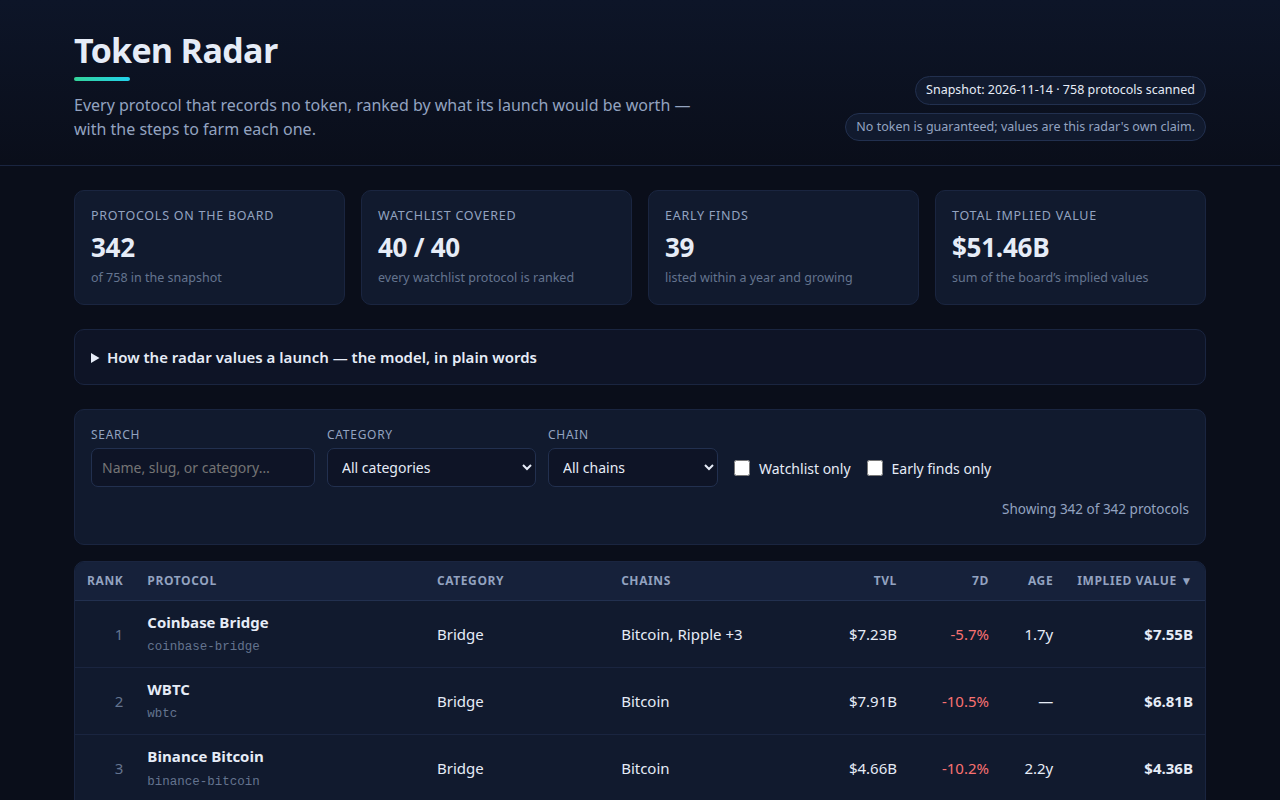 Token Radar
Every protocol that records no token, ranked by what its launch would be worth —
with the steps to farm each one.
Snapshot: 2026-11-14 · 758 protocols scanned
No token is guaranteed; values are this radar's own claim.
PROTOCOLS ON THE BOARD
342
of 758 in the snapshot
WATCHLIST COVERED
40 / 40
every watchlist protocol is ranked
EARLY FINDS
39
listed within a year and growing
TOTAL IMPLIED VALUE
$51.46B
sum of the board's implied values
▶ How the radar values a launch — the model, in plain words
SEARCH
Name, slug, or category...
CATEGORY
All categories
CHAIN
All chains
Watchlist only
Early finds only
Showing 342 of 342 protocols
RANK PROTOCOL CATEGORY CHAINS TVL 7D AGE IMPLIED VALUE ▼
1 Coinbase Bridge Bridge Bitcoin, Ripple +3 $7.23B -5.7% 1.7y $7.55B
coinbase-bridge
2 WBTC Bridge Bitcoin $7.91B -10.5% — $6.81B
wbtc
3 Binance Bitcoin Bridge Bitcoin $4.66B -10.2% 2.2y $4.36B
binance-bitcoin